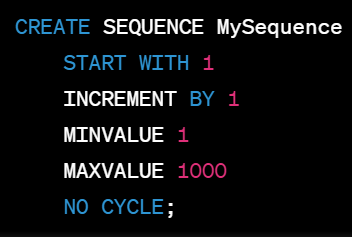 CREATE SEQUENCE MySequence
START WITH 1
INCREMENT BY 1
MINVALUE 1
MAXVALUE 1000
NO CYCLE;